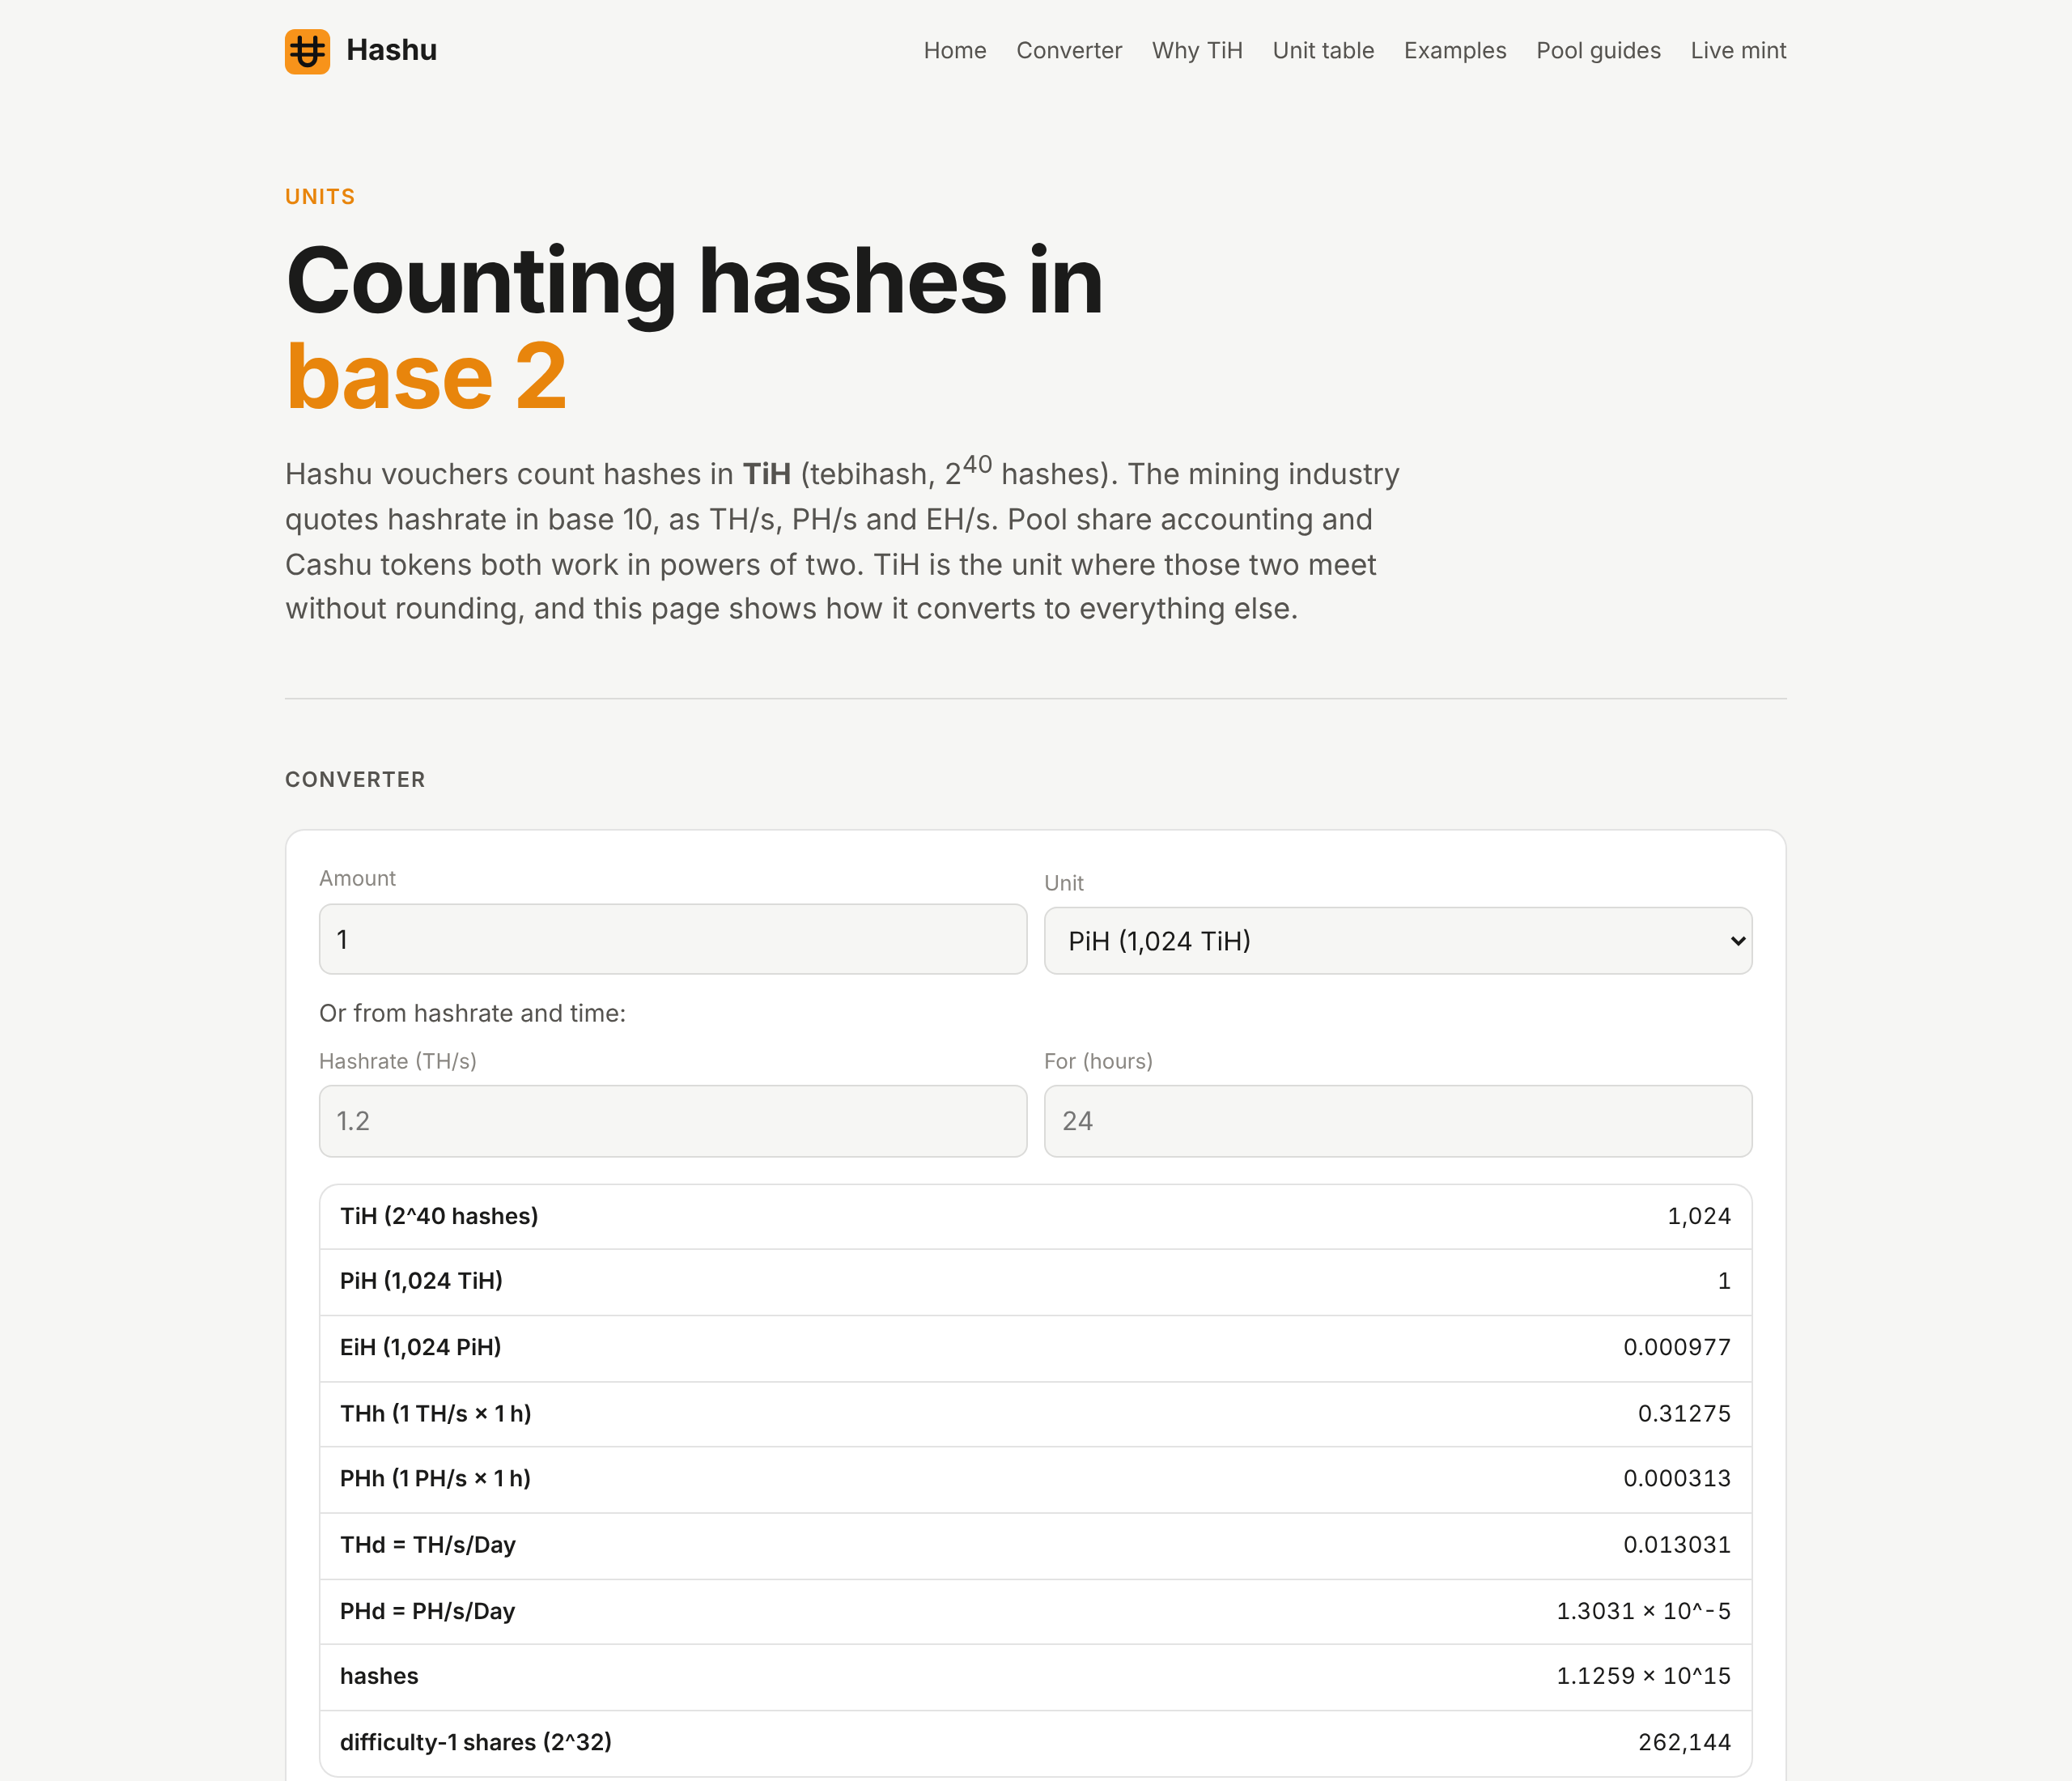 Hashu
Home Converter Why TiH Unit table Examples Pool guides Live mint
UNITS
Counting hashes in
base 2
Hashu vouchers count hashes in TiH (tebihash, 2^40 hashes). The mining industry
quotes hashrate in base 10, as TH/s, PH/s and EH/s. Pool share accounting and
Cashu tokens both work in powers of two. TiH is the unit where those two meet
without rounding, and this page shows how it converts to everything else.
CONVERTER
Amount Unit
1 PiH (1,024 TiH)
Or from hashrate and time:
Hashrate (TH/s) For (hours)
1.2 24
TiH (2^40 hashes) 1,024
PiH (1,024 TiH) 1
EiH (1,024 PiH) 0.000977
THh (1 TH/s × 1 h) 0.31275
PHh (1 PH/s × 1 h) 0.000313
THd = TH/s/Day 0.013031
PHd = PH/s/Day 1.3031 × 10^-5
hashes 1.1259 × 10^15
difficulty-1 shares (2^32) 262,144